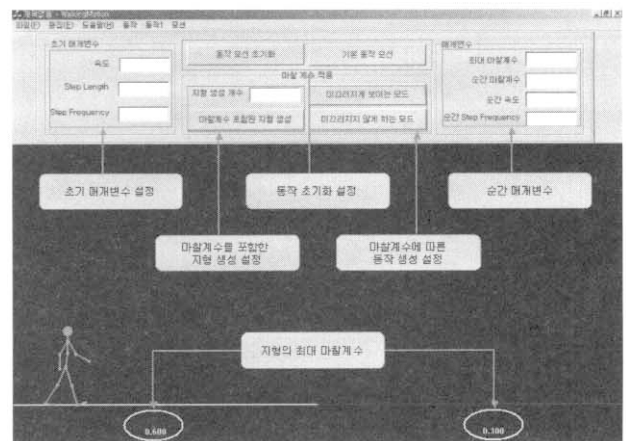 WalkingMotion
파일(F) 편집(E) 도움말(H) 동작 동작1 모션
초기 매개변수
속도
Step Length
Step Frequency
동작 모션 초기화
기본 동작 모션
마찰 계수 적용
지형 생성 계수
미끄러지게 보이는 모드
마찰계수 포함된 지형 생성
미끄러지지 않게 하는 모드
매개변수
최대 마찰계수
순간 마찰계수
순간 속도
순간 Step Frequency
초기 매개변수 설정
동작 초기화 설정
순간 매개변수
마찰계수를 포함한
지형 생성 설정
마찰계수에 따른
동작 생성 설정
지형의 최대 마찰계수
0.600
0.300